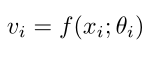 v_i = f(x_i; θ_i)